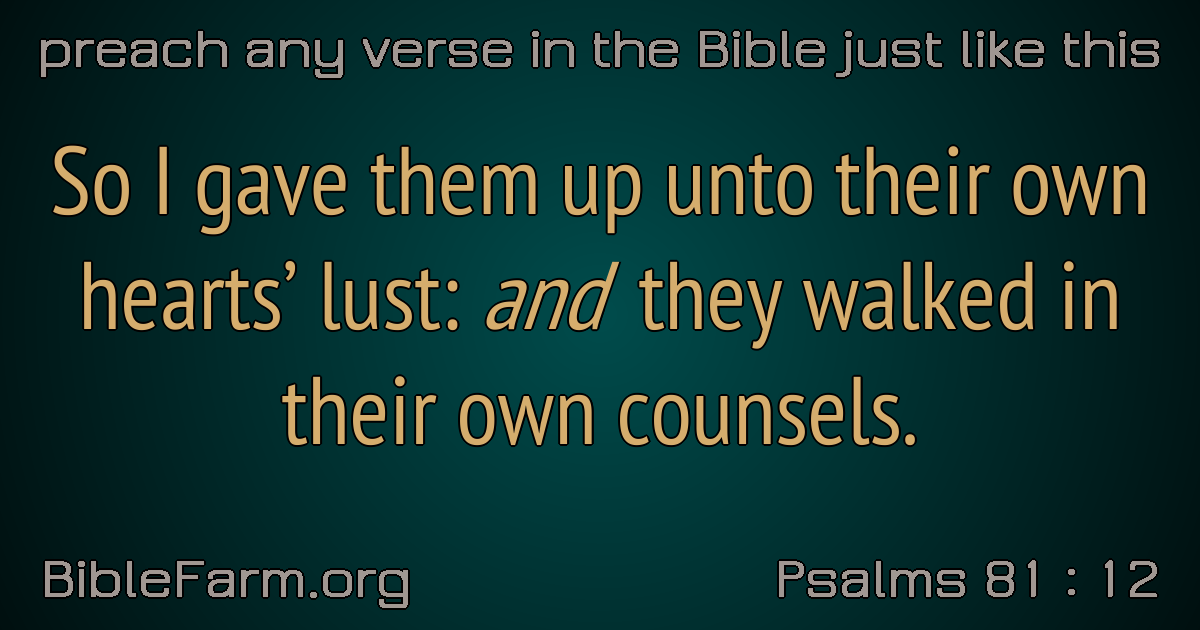 preach any verse in the Bible just like this
So I gave them up unto their own
hearts’ lust: and they walked in
their own counsels.
BibleFarm.org
Psalms 81 : 12